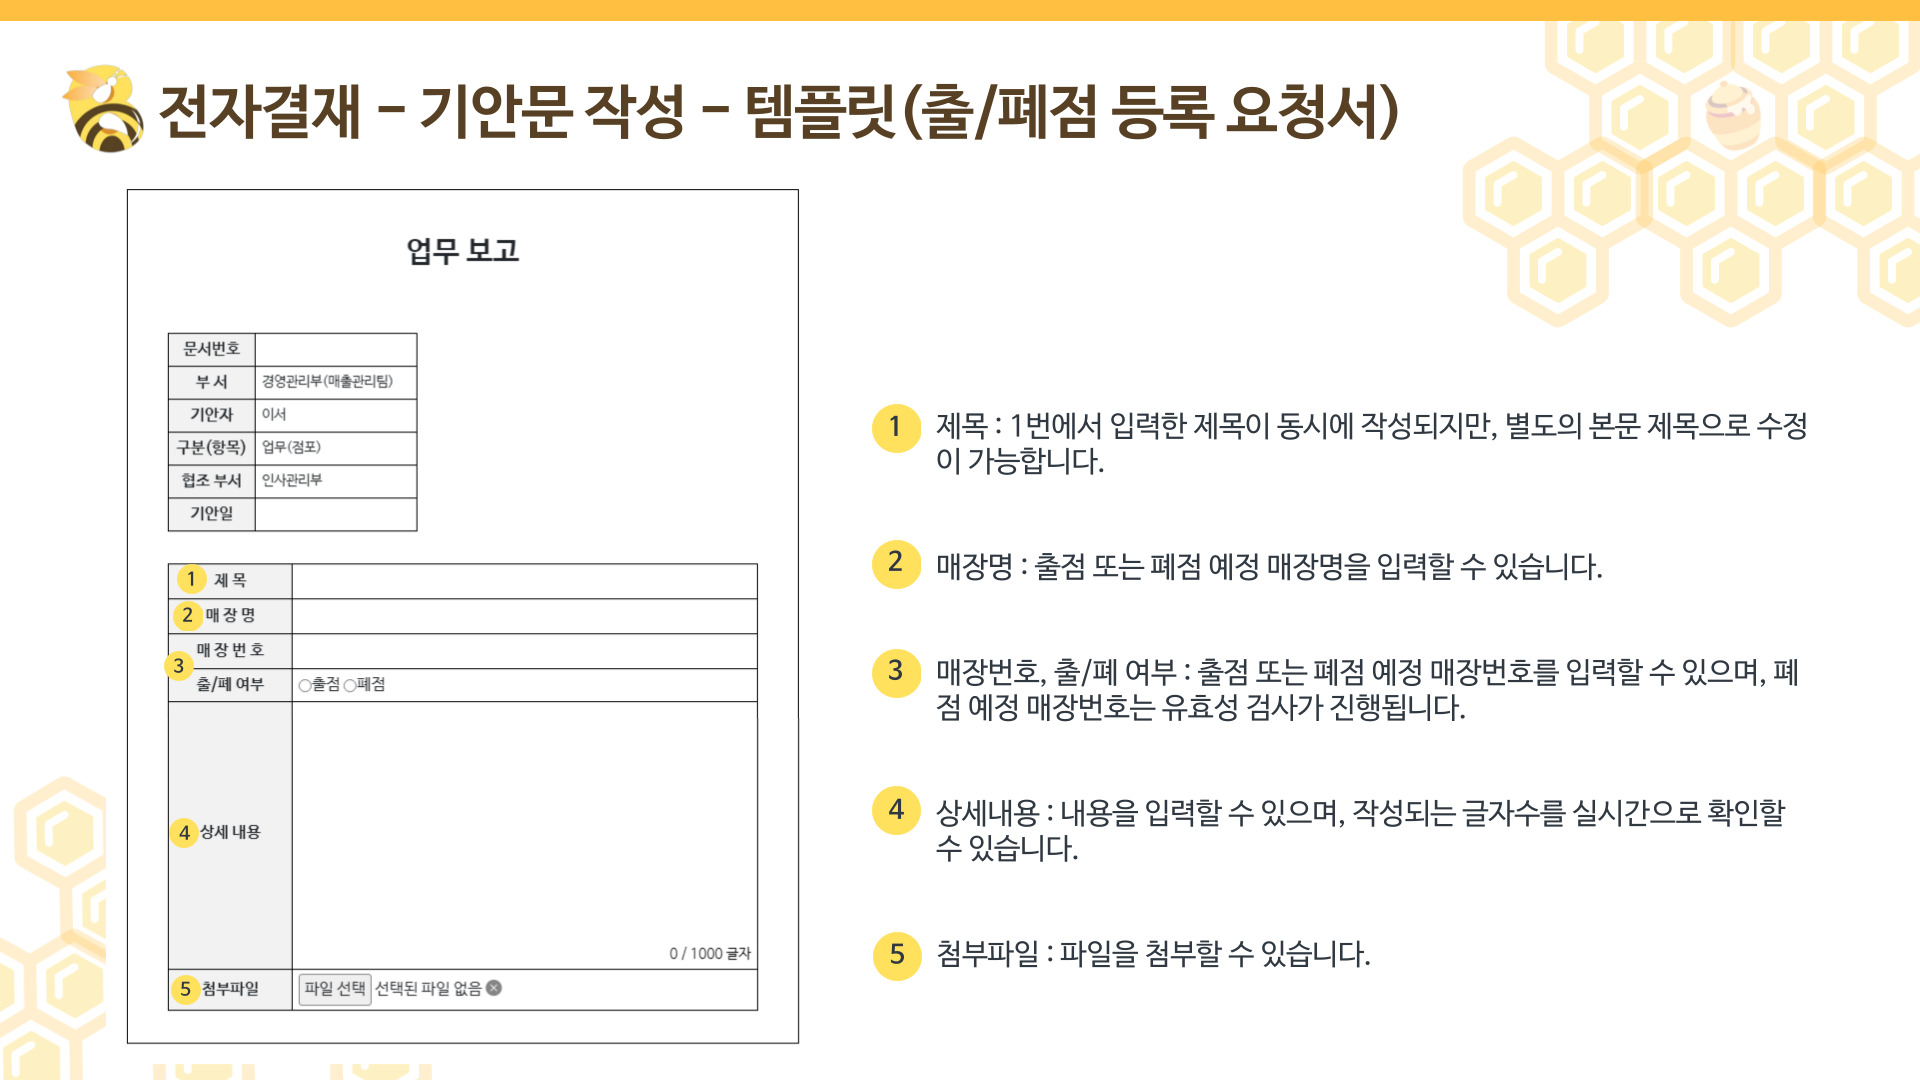 전자결재 - 기안문 작성 - 템플릿(출/폐점 등록 요청서)
업무 보고
문서번호
부 서 경영관리부(매출관리팀)
기안자 이서
구분(항목) 업무(점포)
협조 부서 인사관리부
기안일
1 제 목
2 매 장 명
매 장 번 호
3
출/폐 여부 ○출점 ○폐점
4 상세 내용
0 / 1000 글자
5 첨부파일 파일 선택 선택된 파일 없음
1 제목 : 1번에서 입력한 제목이 동시에 작성되지만, 별도의 본문 제목으로 수정
이 가능합니다.
2 매장명 : 출점 또는 폐점 예정 매장명을 입력할 수 있습니다.
3 매장번호, 출/폐 여부 : 출점 또는 폐점 예정 매장번호를 입력할 수 있으며, 폐
점 예정 매장번호는 유효성 검사가 진행됩니다.
4 상세내용 : 내용을 입력할 수 있으며, 작성되는 글자수를 실시간으로 확인할
수 있습니다.
5 첨부파일 : 파일을 첨부할 수 있습니다.